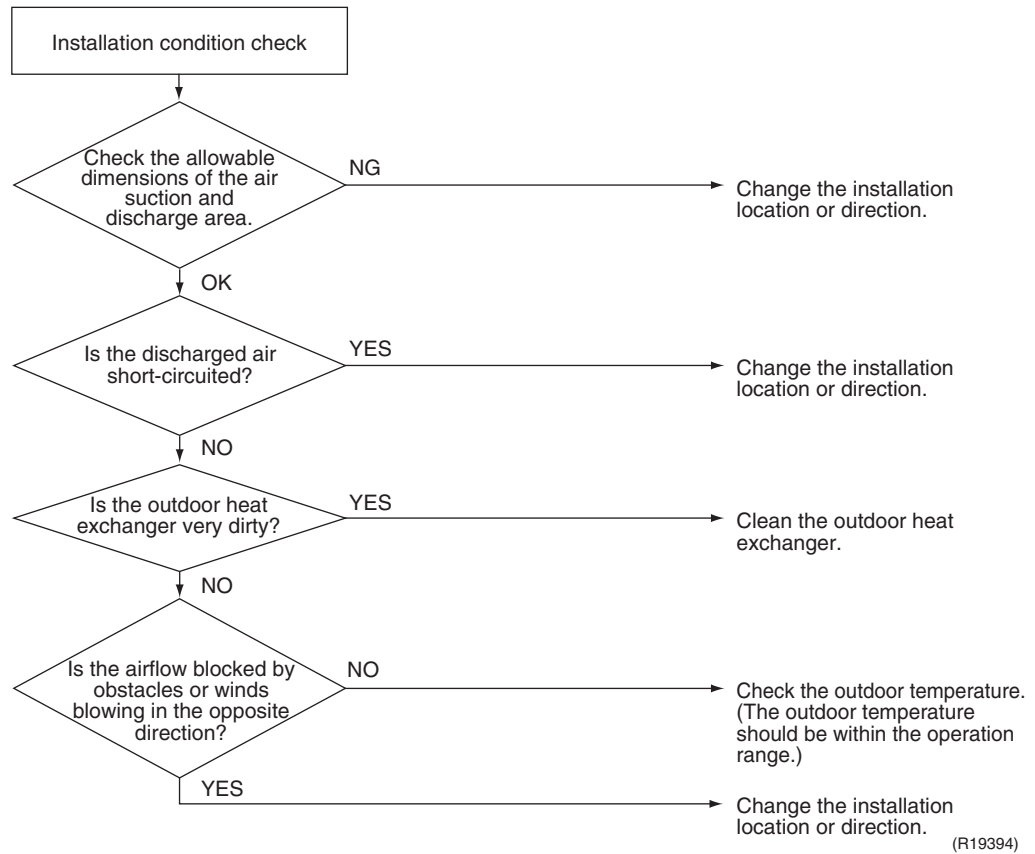 Installation condition check
Check the allowable
dimensions of the air
suction and
discharge area.
NG
Change the installation
location or direction.
OK
Is the discharged air
short-circuited?
YES
Change the installation
location or direction.
NO
Is the outdoor heat
exchanger very dirty?
YES
Clean the outdoor heat
exchanger.
NO
Is the airflow blocked by
obstacles or winds
blowing in the opposite
direction?
NO
Check the outdoor temperature.
(The outdoor temperature
should be within the operation
range.)
YES
Change the installation
location or direction.
(R19394)